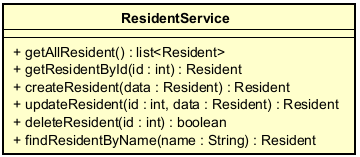 ResidentService
+ getAllResident() : list<Resident>
+ getResidentById(id : int) : Resident
+ createResident(data : Resident) : Resident
+ updateResident(id : int, data : Resident) : Resident
+ deleteResident(id : int) : boolean
+ findResidentByName(name : String) : Resident